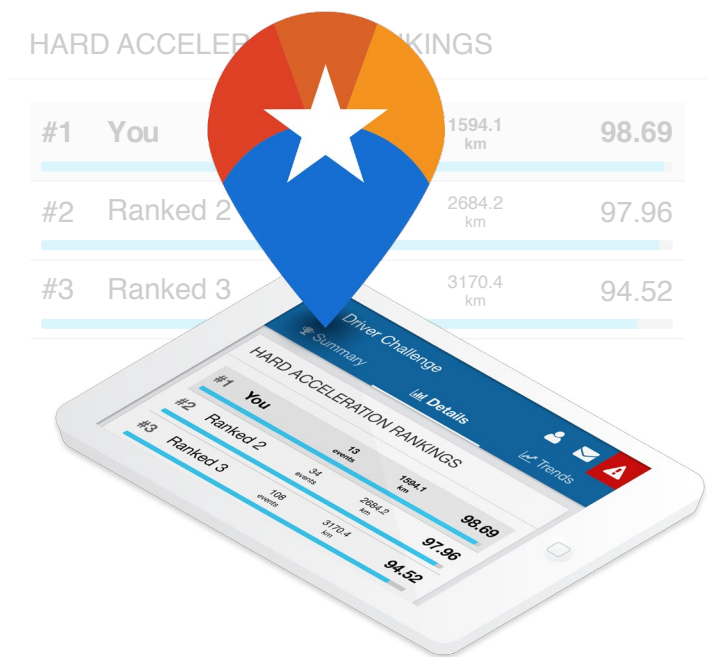 HARD ACCELER KINGS
#1 You 1594.1 km 98.69
#2 Ranked 2 2684.2 km 97.96
#3 Ranked 3 3170.4 km 94.52
Driver Challenge
Summary Details Trends
HARD ACCELERATION RANKINGS
#1 You 13 events 1594.1 km 98.69
#2 Ranked 2 34 events 2684.2 km 97.96
#3 Ranked 3 108 events 3170.4 km 94.52